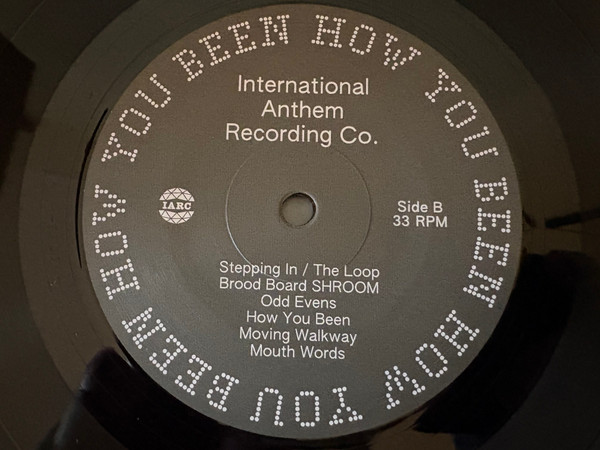 HOW YOU BEEN HOW YOU BEEN HOW YOU BEEN HOW YOU BEEN
International
Anthem
Recording Co.
IARC
Side B
33 RPM
Stepping In / The Loop
Brood Board SHROOM
Odd Evens
How You Been
Moving Walkway
Mouth Words